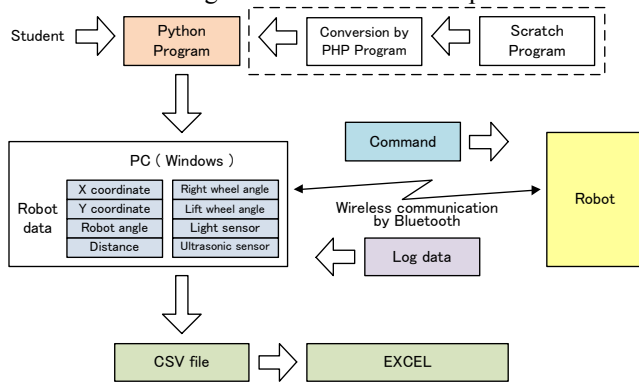 Student
Python
Program
Conversion by
PHP Program
Scratch
Program
Command
PC ( Windows )
Robot
data
X coordinate
Y coordinate
Robot angle
Distance
Right wheel angle
Lift wheel angle
Light sensor
Ultrasonic sensor
Wireless communication
by Bluetooth
Robot
Log data
CSV file
EXCEL